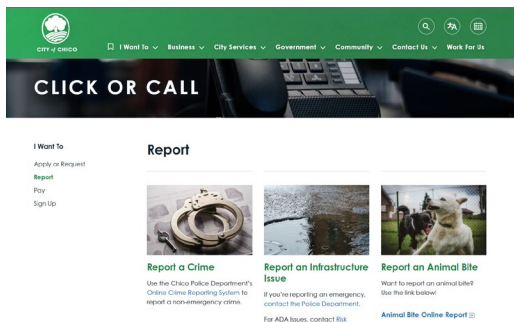 CITY of CHICO
I Want To
Business
City Services
Government
Community
Contact Us
Work For Us
CLICK OR CALL
I Want To
Apply or Request
Report
Pay
Sign Up
Report
Report a Crime
Use the Chico Police Department's
Online Crime Reporting System to
report a non-emergency crime.
Report an Infrastructure
Issue
If you're reporting an emergency,
contact the Police Department.
For ADA issues, contact Risk
Report an Animal Bite
Want to report an animal bite?
Use the link below!
Animal Bite Online Report